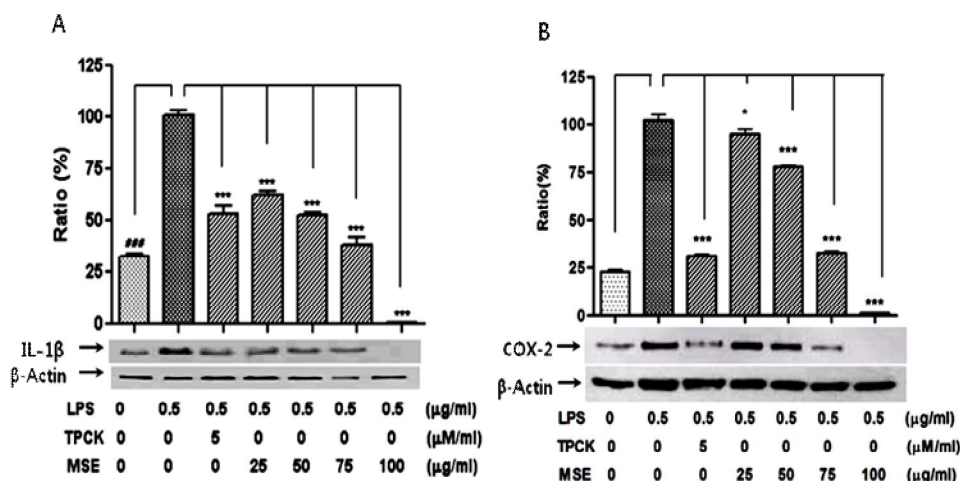 A
Ratio (%)
125
100
75
50
25
0
###
***
***
***
***
***
IL-1β
β-Actin
LPS 0 0.5 0.5 0.5 0.5 0.5 0.5 (μg/ml)
TPCK 0 0 5 0 0 0 0 (μM/ml)
MSE 0 0 0 25 50 75 100 (μg/ml)
B
Ratio(%)
125
100
75
50
25
0
***
*
***
***
***
COX-2
β-Actin
LPS 0 0.5 0.5 0.5 0.5 0.5 0.5 (μg/ml)
TPCK 0 0 5 0 0 0 0 (μM/ml)
MSE 0 0 0 25 50 75 100 (μg/ml)